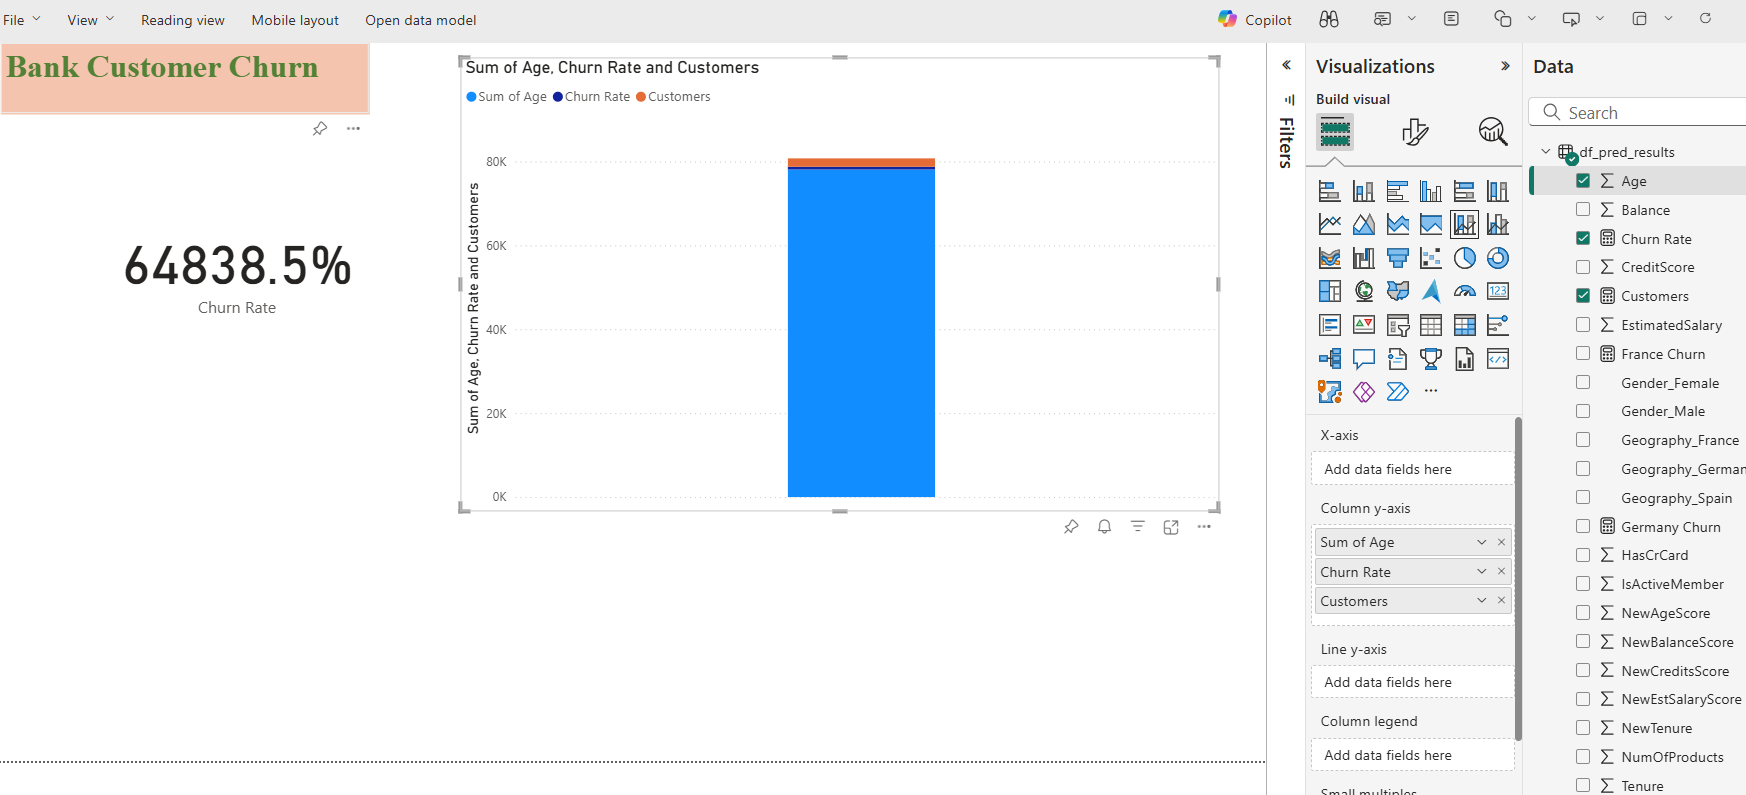 File View Reading view Mobile layout Open data model Copilot
Bank Customer Churn
64838.5%
Churn Rate
Sum of Age, Churn Rate and Customers
Sum of Age Churn Rate Customers
Sum of Age, Churn Rate and Customers
80K
60K
40K
20K
0K
Filters
Visualizations
Build visual
123
X-axis
Add data fields here
Column y-axis
Sum of Age
Churn Rate
Customers
Line y-axis
Add data fields here
Column legend
Add data fields here
Small multiples
Data
Search
df_pred_results
Age
Balance
Churn Rate
CreditScore
Customers
EstimatedSalary
France Churn
Gender_Female
Gender_Male
Geography_France
Geography_German
Geography_Spain
Germany Churn
HasCrCard
IsActiveMember
NewAgeScore
NewBalanceScore
NewCreditsScore
NewEstSalaryScore
NewTenure
NumOfProducts
Tenure